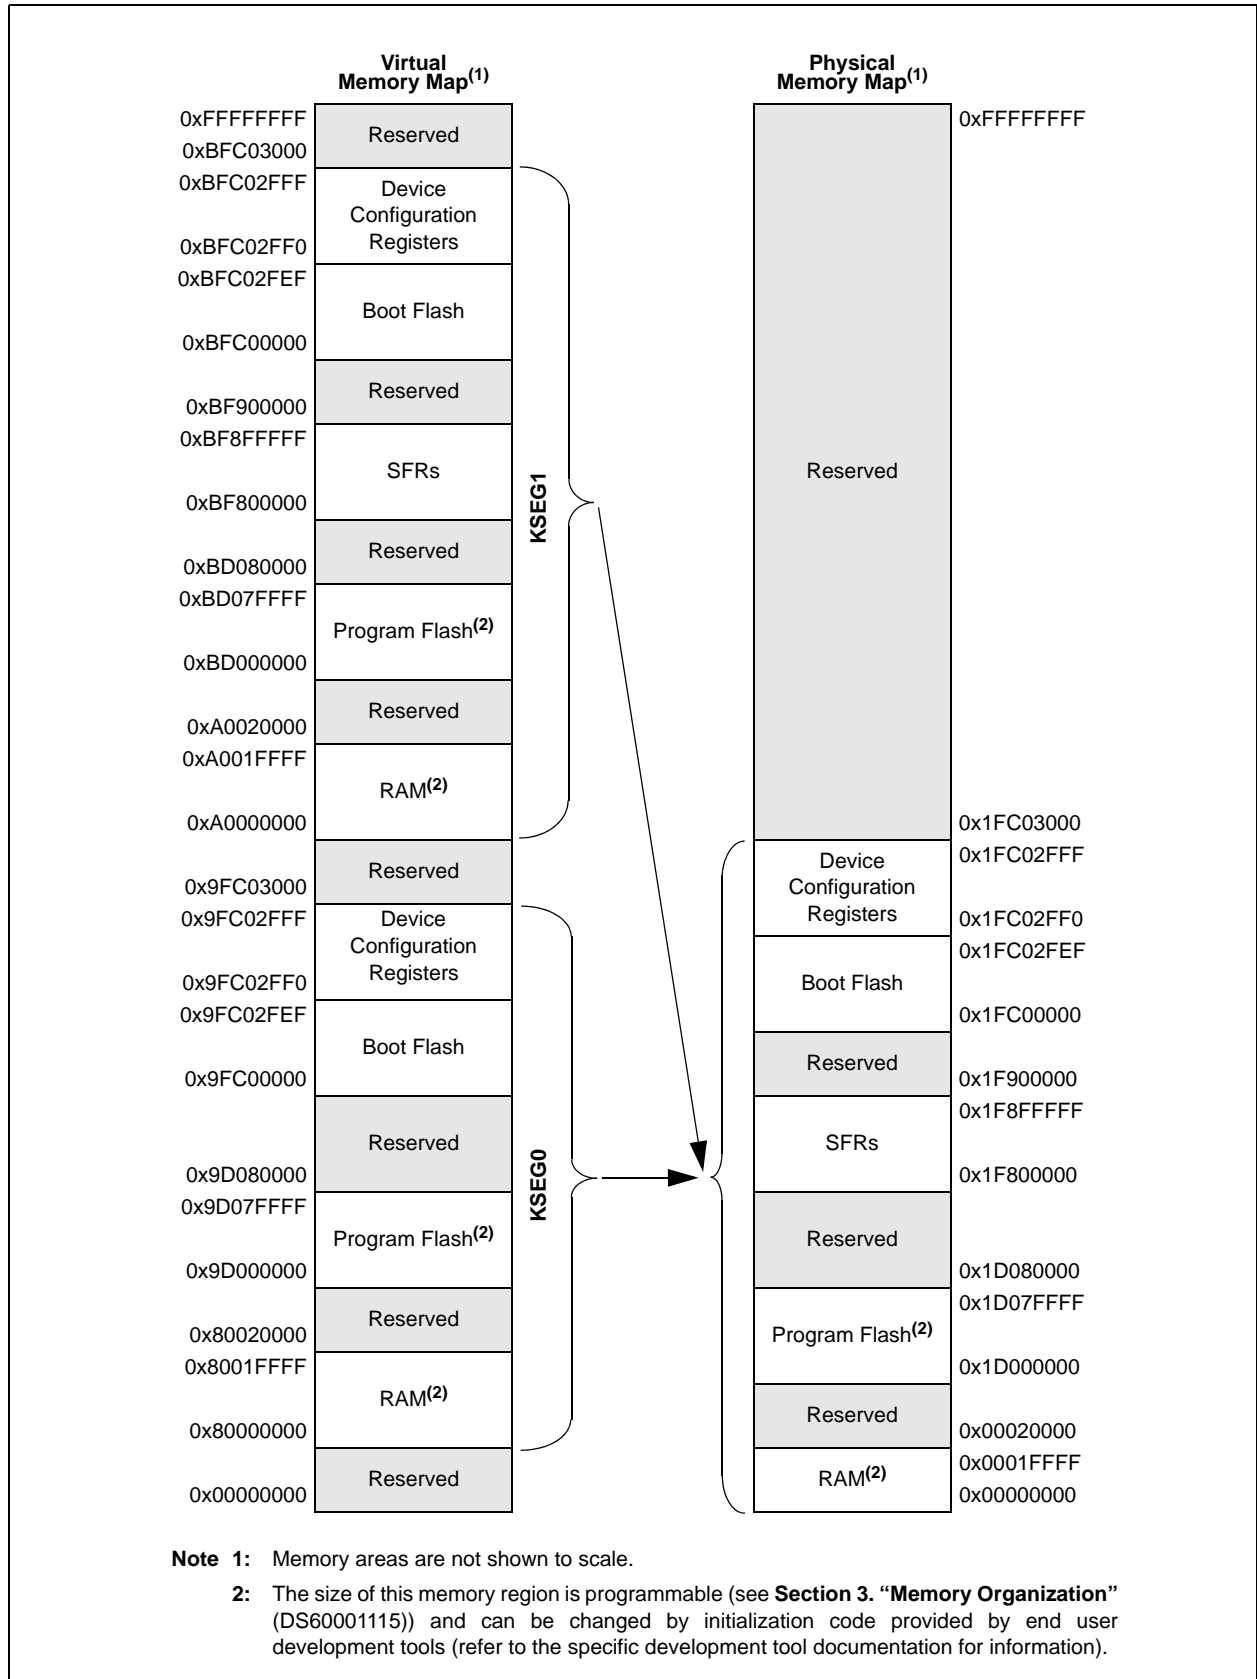 Virtual
Memory Map(1)
0xFFFFFFFF
Reserved
0xBFC03000
0xBFC02FFF
Device
Configuration
Registers
0xBFC02FF0
0xBFC02FEF
Boot Flash
0xBFC00000
Reserved
0xBF900000
0xBF8FFFFF
SFRs
0xBF800000
Reserved
0xBD080000
0xBD07FFFF
Program Flash(2)
0xBD000000
Reserved
0xA0020000
0xA001FFFF
RAM(2)
0xA0000000
KSEG1
Reserved
0x9FC03000
0x9FC02FFF
Device
Configuration
Registers
0x9FC02FF0
0x9FC02FEF
Boot Flash
0x9FC00000
Reserved
0x9D080000
0x9D07FFFF
Program Flash(2)
0x9D000000
Reserved
0x80020000
0x8001FFFF
RAM(2)
0x80000000
KSEG0
Reserved
0x00000000
Physical
Memory Map(1)
0xFFFFFFFF
Reserved
0x1FC03000
0x1FC02FFF
Device
Configuration
Registers
0x1FC02FF0
0x1FC02FEF
Boot Flash
0x1FC00000
Reserved
0x1F900000
0x1F8FFFFF
SFRs
0x1F800000
Reserved
0x1D080000
0x1D07FFFF
Program Flash(2)
0x1D000000
Reserved
0x00020000
0x0001FFFF
RAM(2)
0x00000000
Note 1: Memory areas are not shown to scale.
2: The size of this memory region is programmable (see Section 3. “Memory Organization”
(DS60001115)) and can be changed by initialization code provided by end user
development tools (refer to the specific development tool documentation for information).